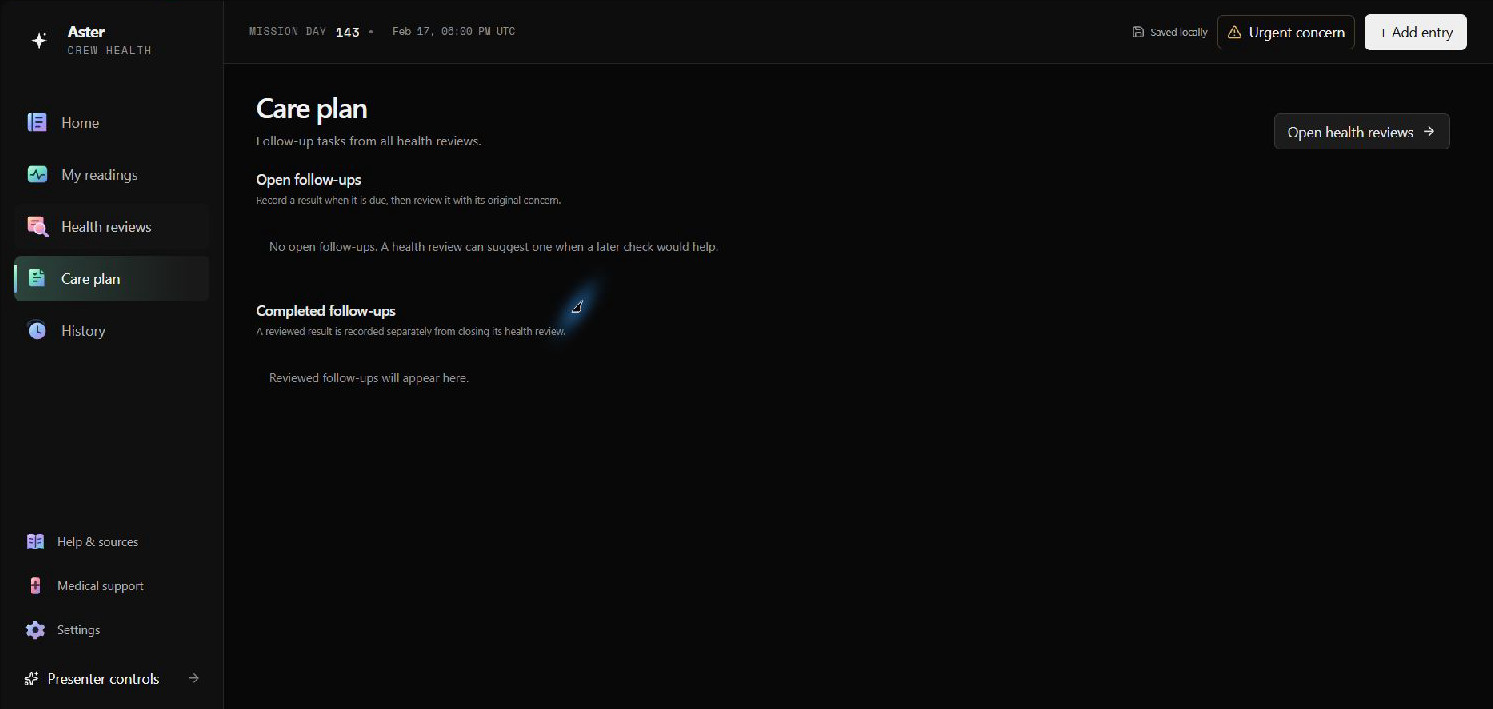 Aster
CREW HEALTH
Home
My readings
Health reviews
Care plan
History
Help & sources
Medical support
Settings
Presenter controls →
MISSION DAY 143 • Feb 17, 06:00 PM UTC
Saved locally
Urgent concern
+ Add entry
Care plan
Follow-up tasks from all health reviews.
Open health reviews →
Open follow-ups
Record a result when it is due, then review it with its original concern.
No open follow-ups. A health review can suggest one when a later check would help.
Completed follow-ups
A reviewed result is recorded separately from closing its health review.
Reviewed follow-ups will appear here.